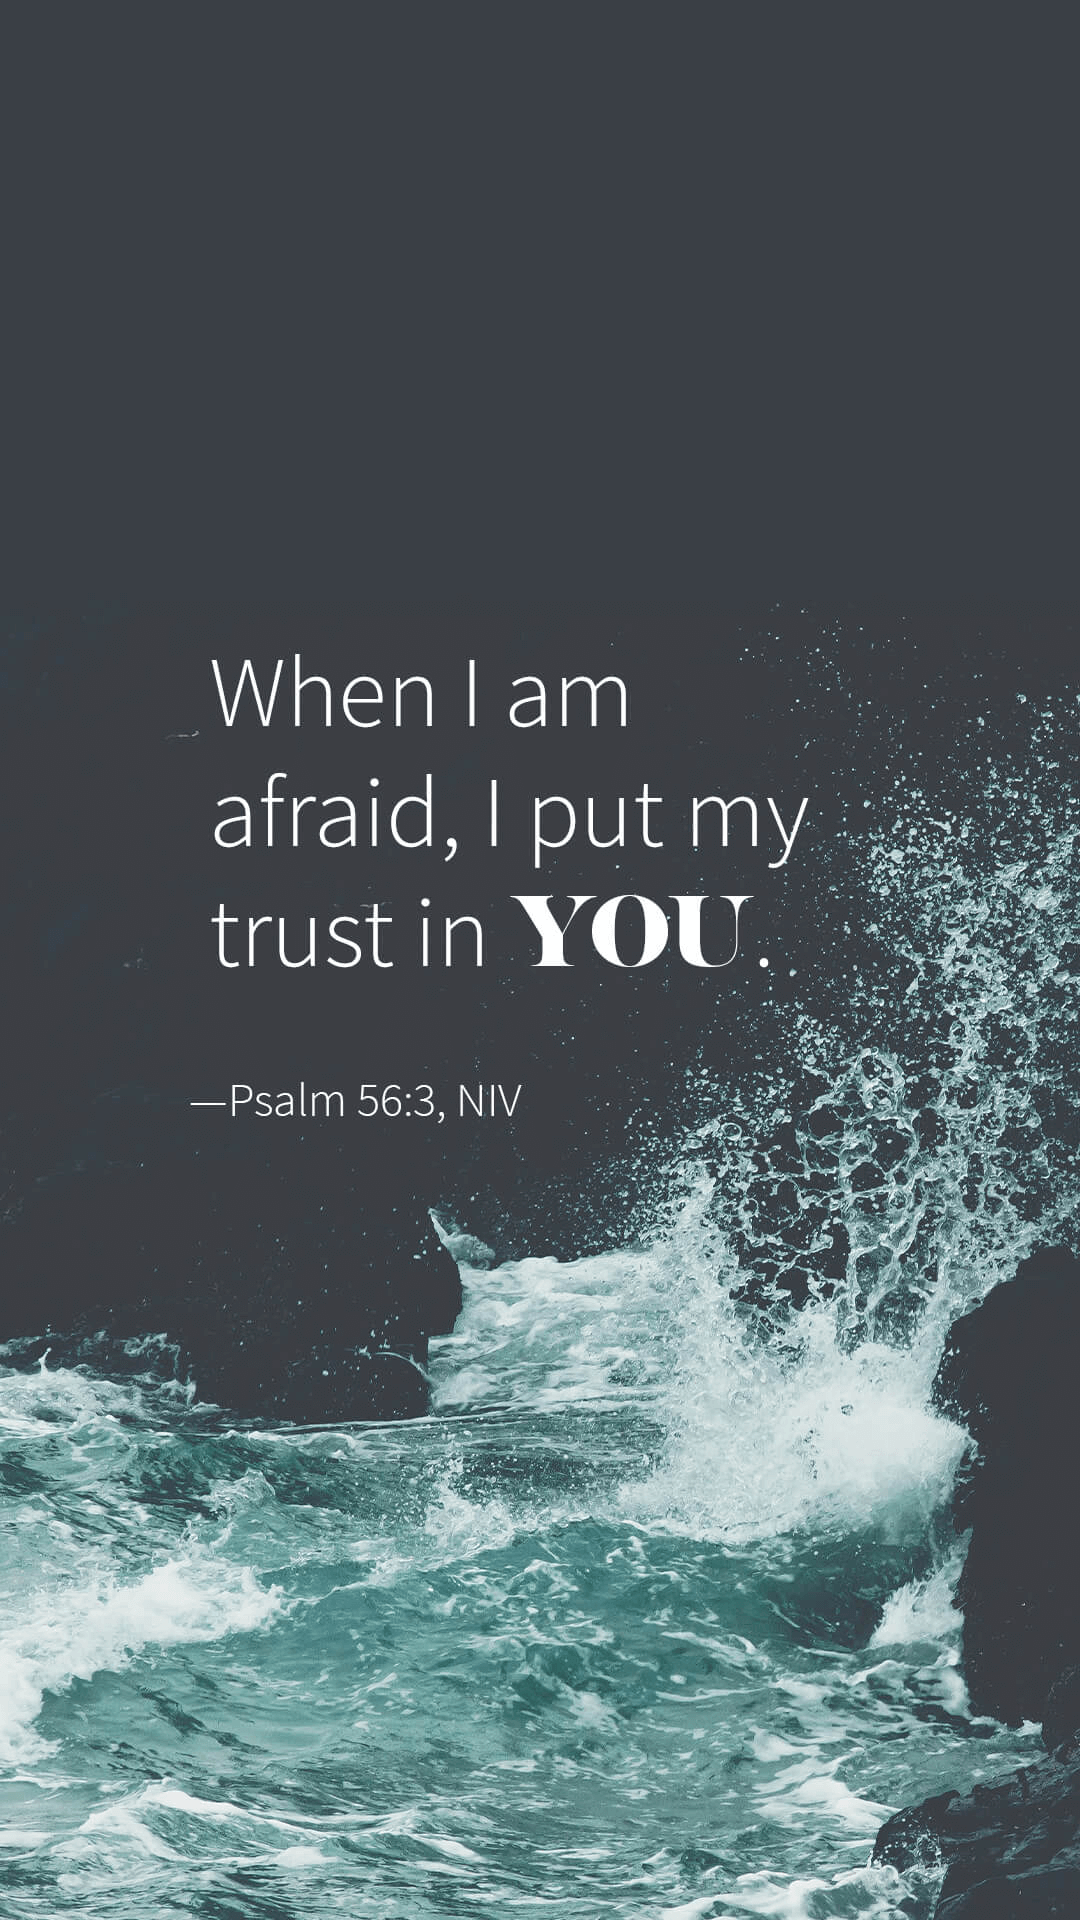 When I am
afraid, I put my
trust in YOU.
—Psalm 56:3, NIV